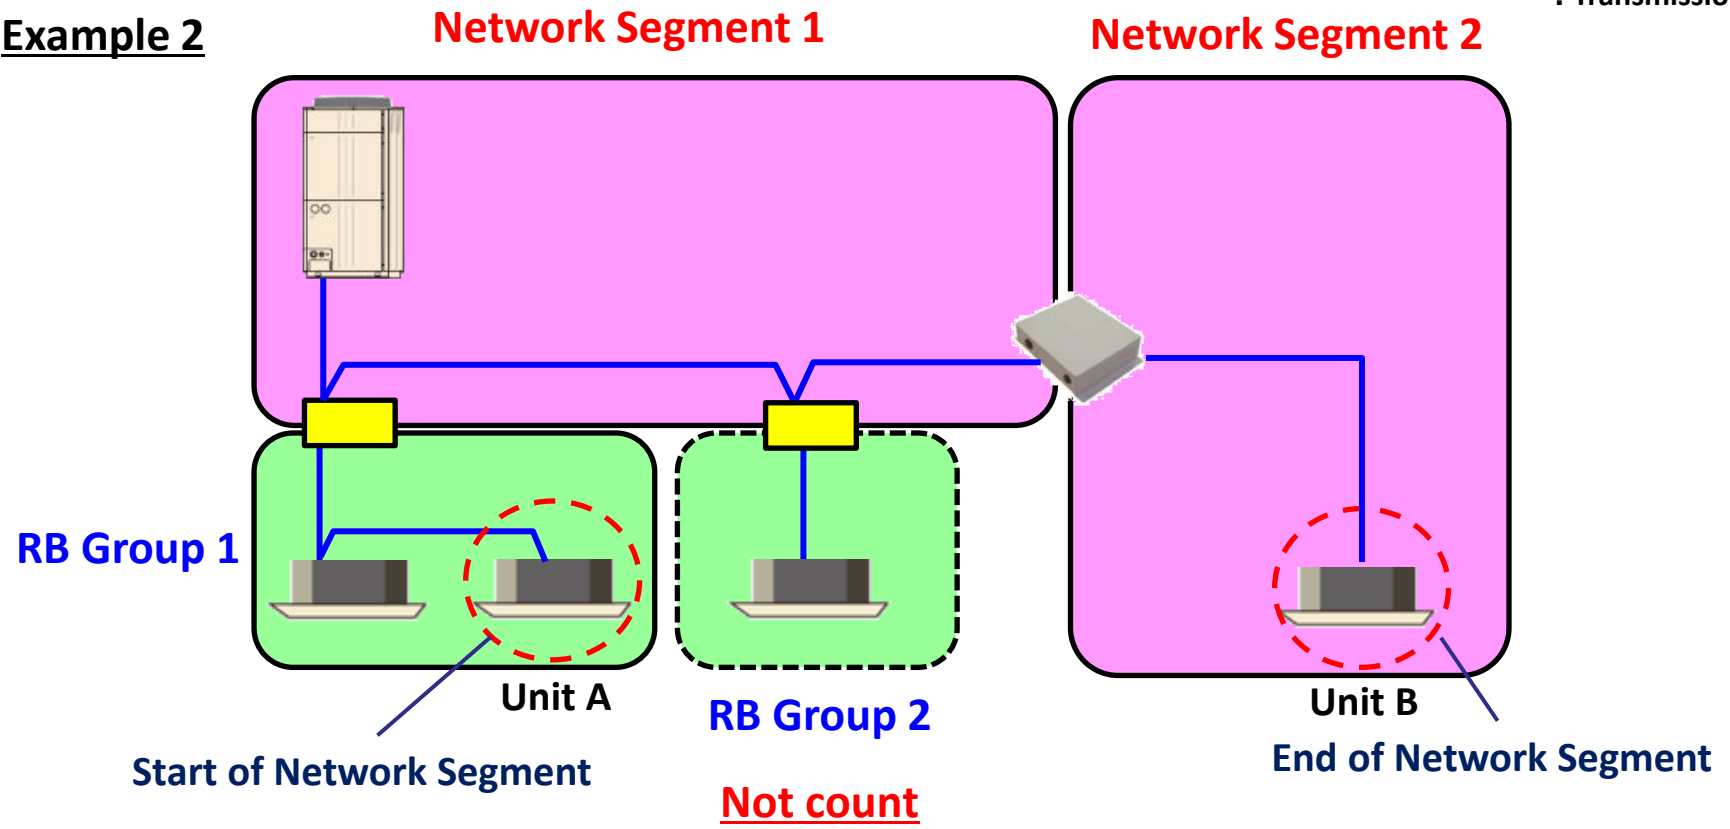 : Transmissio
Example 2
Network Segment 1
Network Segment 2
RB Group 1
Unit A
RB Group 2
Unit B
Start of Network Segment
End of Network Segment
Not count